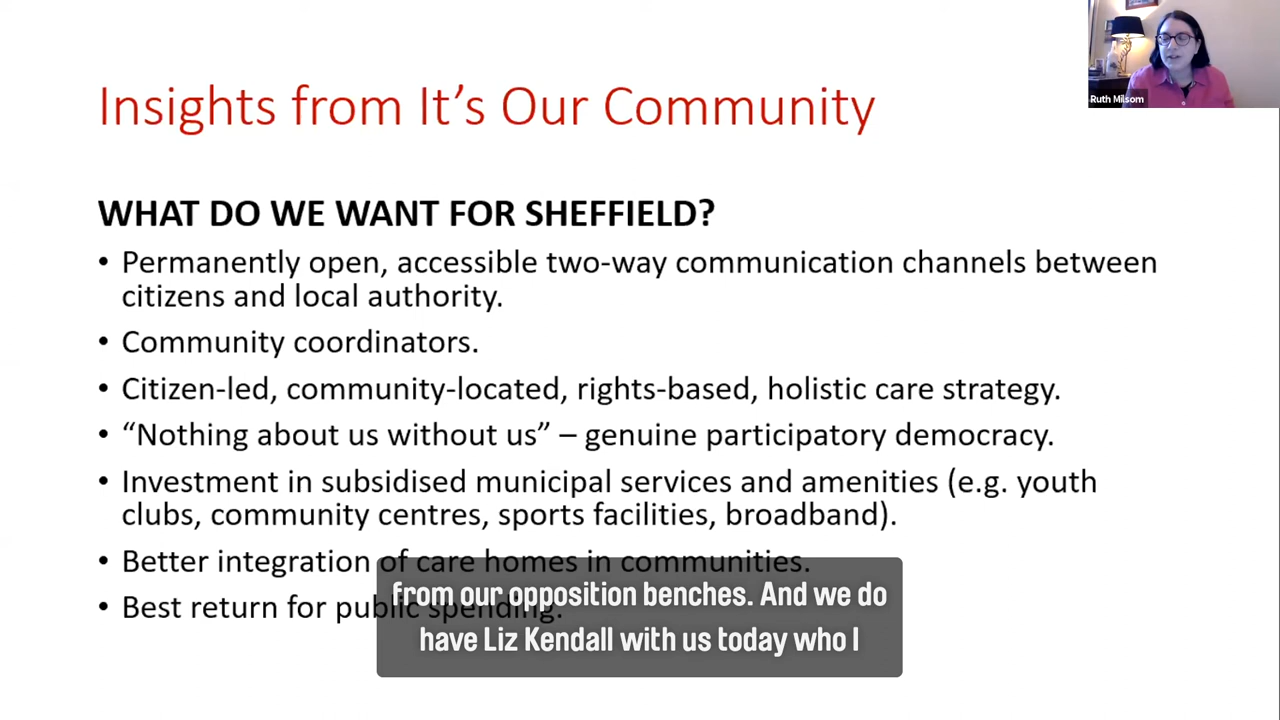 Ruth Milsom
Insights from It's Our Community
WHAT DO WE WANT FOR SHEFFIELD?
• Permanently open, accessible two-way communication channels between
citizens and local authority.
• Community coordinators.
• Citizen-led, community-located, rights-based, holistic care strategy.
• “Nothing about us without us” – genuine participatory democracy.
• Investment in subsidised municipal services and amenities (e.g. youth
clubs, community centres, sports facilities, broadband).
• Better integration of care homes in communities.
• Best return for public spending.
from our opposition benches. And we do
have Liz Kendall with us today who I